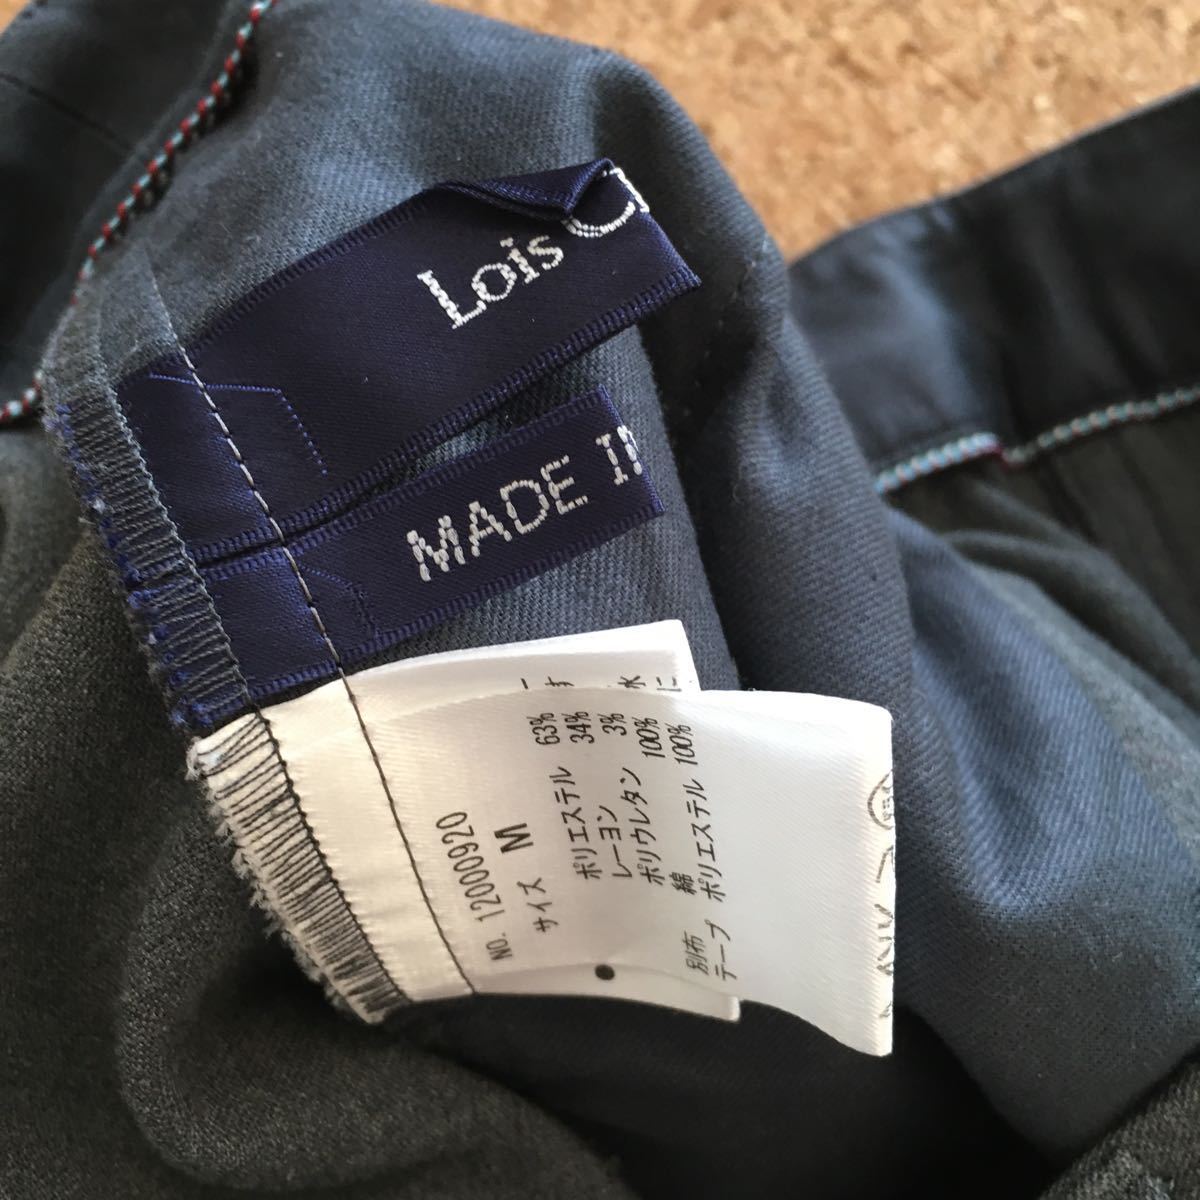 Lois C
MADE I
NO. 12000920
サイズ M
ポリエステル 63%
レーヨン 34%
ポリウレタン 3%
別布 綿 100%
テープ ポリエステル 100%